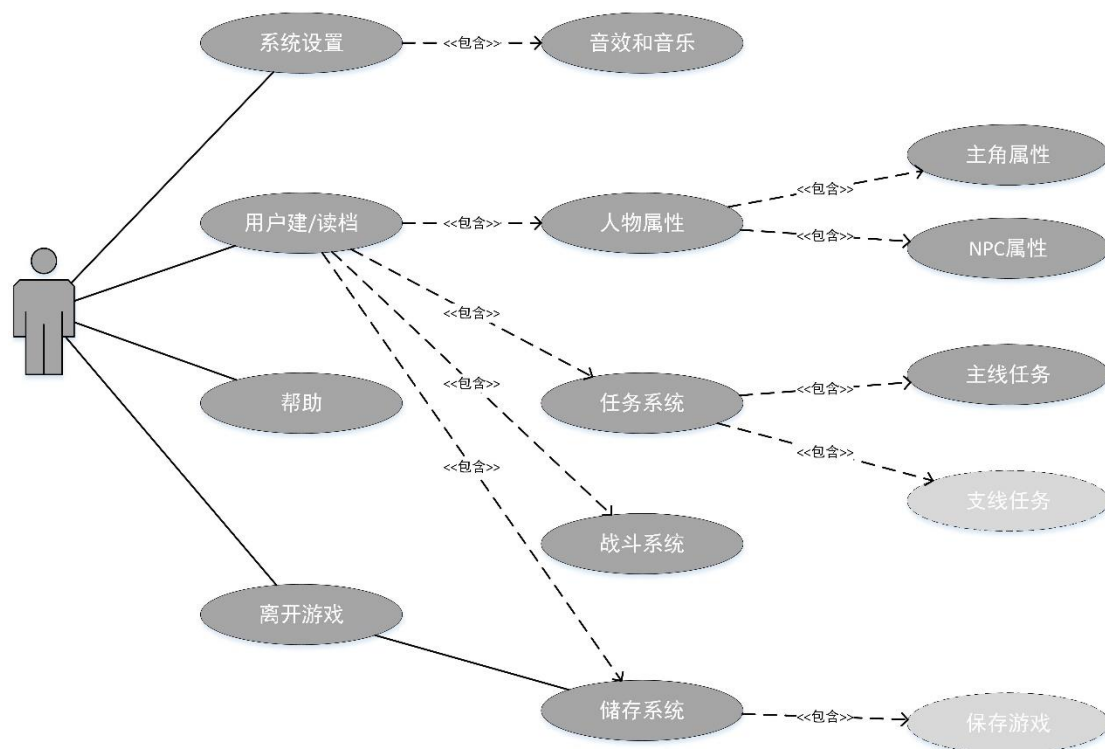 系统设置
<<包含>>
音效和音乐
主角属性
<<包含>>
用户建/读档
<<包含>>
人物属性
<<包含>>
NPC属性
<<包含>>
主线任务
<<包含>>
<<包含>>
帮助
任务系统
<<包含>>
<<包含>>
支线任务
战斗系统
离开游戏
储存系统
<<包含>>
保存游戏